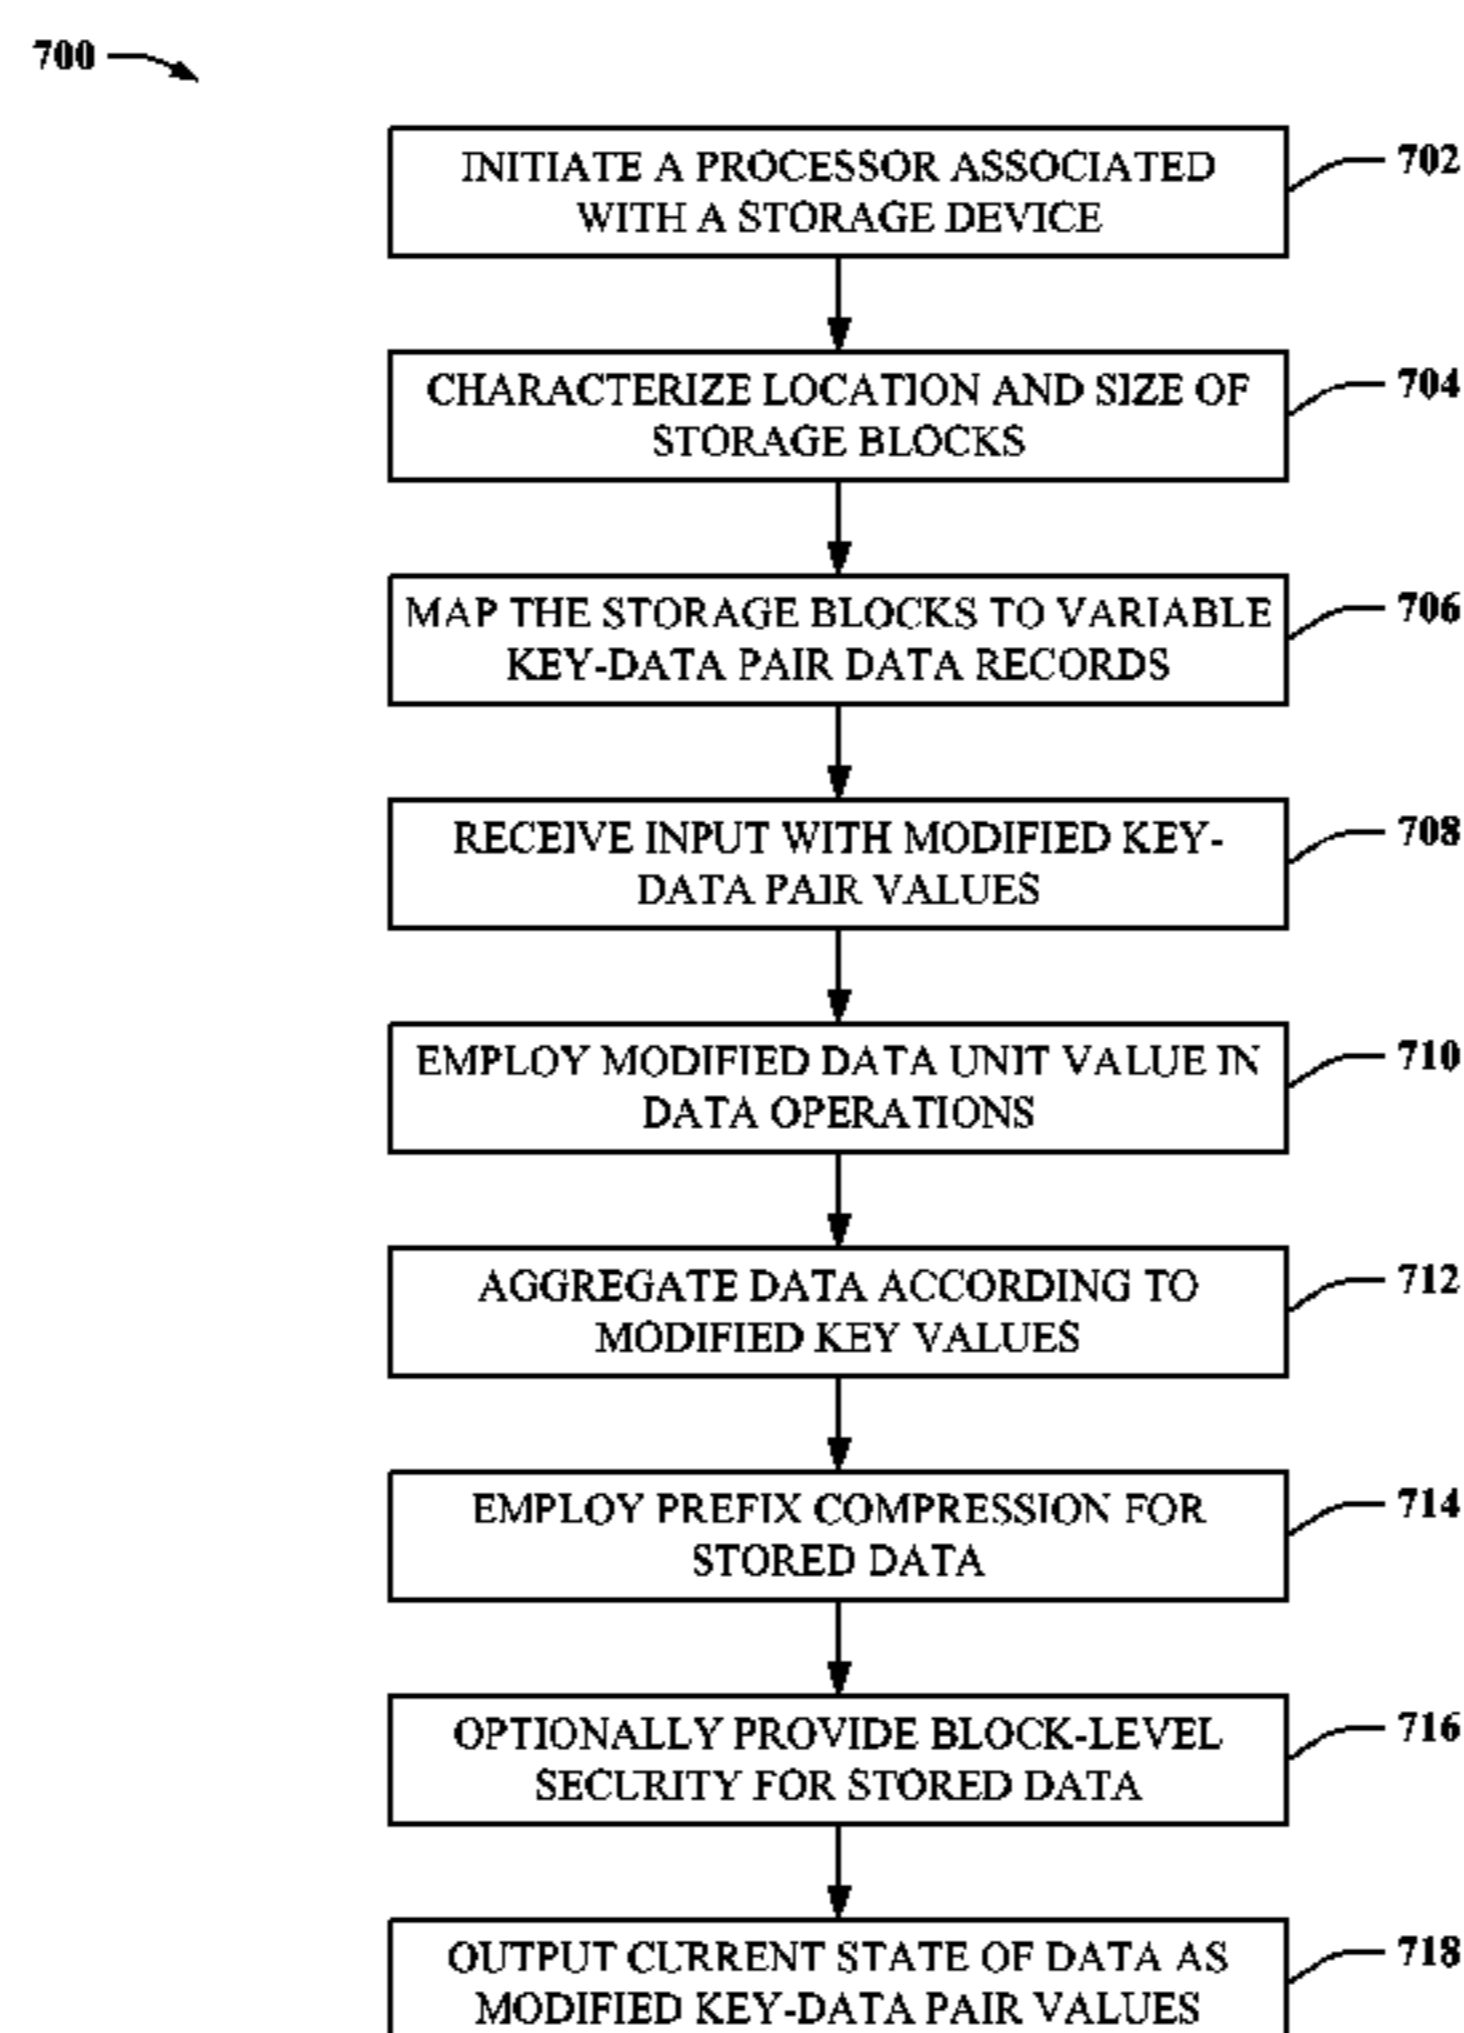 700
INITIATE A PROCESSOR ASSOCIATED
WITH A STORAGE DEVICE
702
CHARACTERIZE LOCATION AND SIZE OF
STORAGE BLOCKS
704
MAP THE STORAGE BLOCKS TO VARIABLE
KEY-DATA PAIR DATA RECORDS
706
RECEIVE INPUT WITH MODIFIED KEY-
DATA PAIR VALUES
708
EMPLOY MODIFIED DATA UNIT VALUE IN
DATA OPERATIONS
710
AGGREGATE DATA ACCORDING TO
MODIFIED KEY VALUES
712
EMPLOY PREFIX COMPRESSION FOR
STORED DATA
714
OPTIONALLY PROVIDE BLOCK-LEVEL
SECURITY FOR STORED DATA
716
OUTPUT CURRENT STATE OF DATA AS
MODIFIED KEY-DATA PAIR VALUES
718